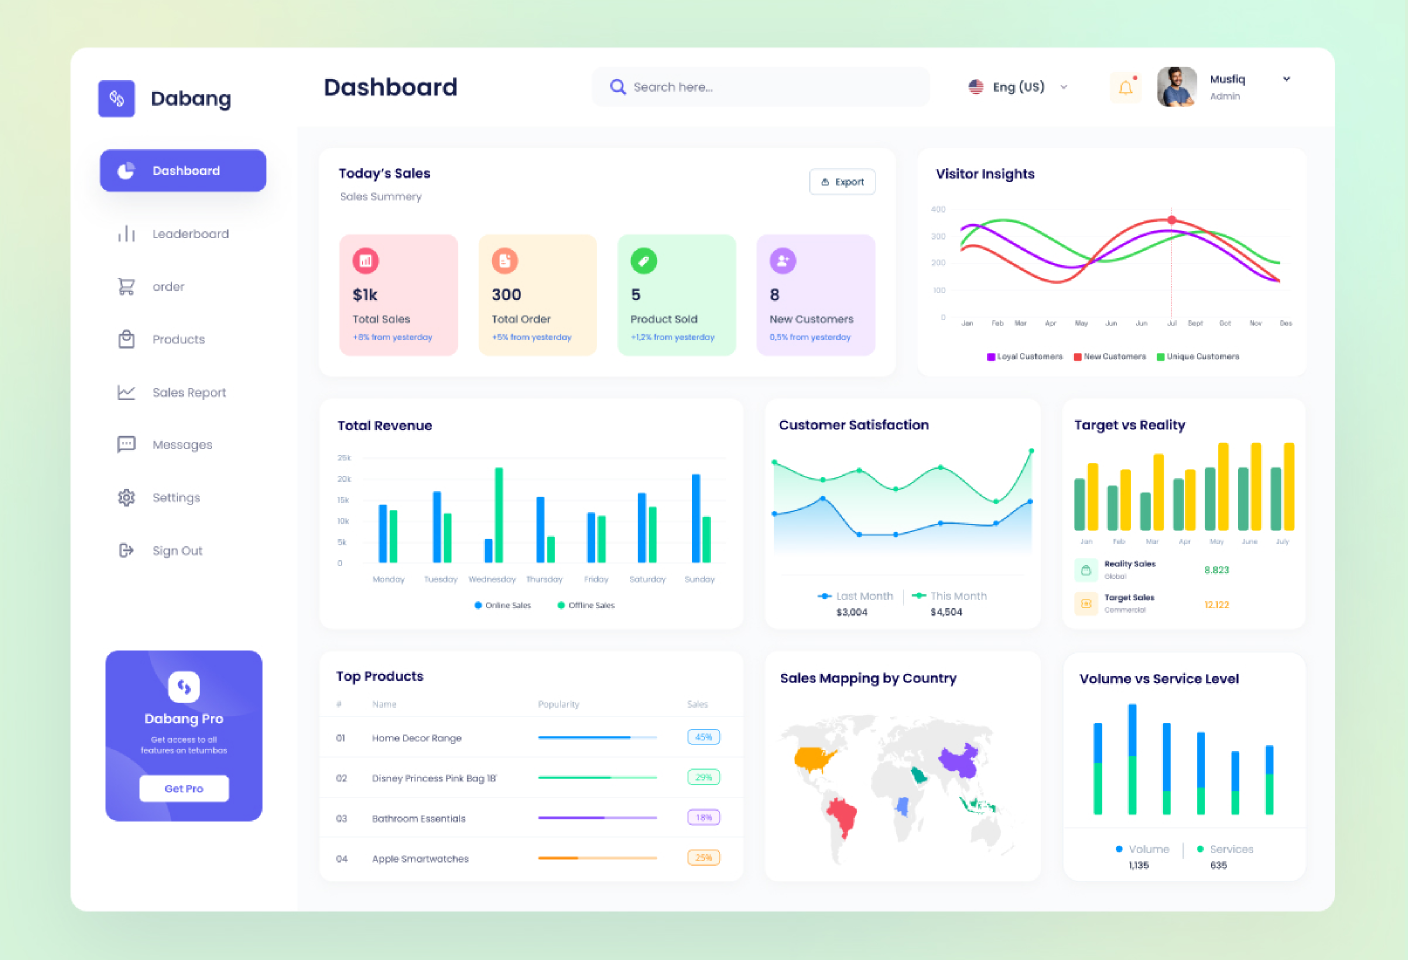 Dabang
Dashboard
Search here...
Eng (US)
Musfiq
Admin
Dashboard
Leaderboard
order
Products
Sales Report
Messages
Settings
Sign Out
Dabang Pro
Get access to all
features on tetumbas
Get Pro
Today's Sales
Sales Summery
Export
$1k
Total Sales
+8% from yesterday
300
Total Order
+5% from yesterday
5
Product Sold
+1,2% from yesterday
8
New Customers
0,5% from yesterday
Visitor Insights
400
300
200
100
0
Jan Feb Mar Apr May Jun Jun Jul Sept Oct Nov Des
Loyal Customers New Customers Unique Customers
Total Revenue
25k
20k
15k
10k
5k
0
Monday Tuesday Wednesday Thursday Friday Saturday Sunday
Online Sales Offline Sales
Customer Satisfaction
Last Month This Month
$3,004 $4,504
Target vs Reality
Jan Feb Mar Apr May June July
Reality Sales
Global
8.823
Target Sales
Commercial
12.122
Top Products
# Name Popularity Sales
01 Home Decor Range 45%
02 Disney Princess Pink Bag 18' 29%
03 Bathroom Essentials 18%
04 Apple Smartwatches 25%
Sales Mapping by Country
Volume vs Service Level
Volume Services
1,135 635